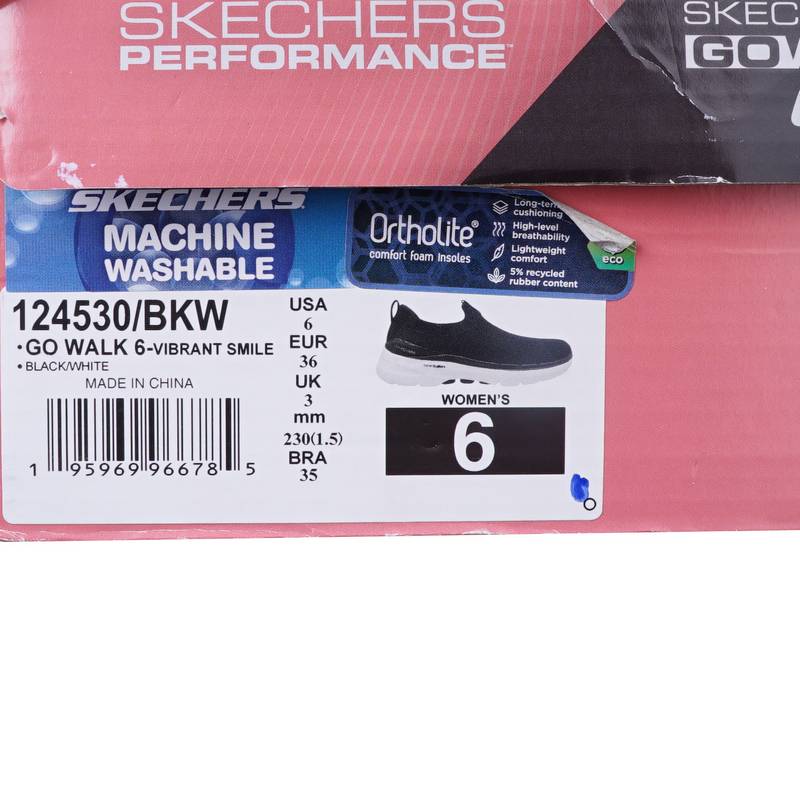 SKECHERS
PERFORMANCE™
SKEC
GO
SKECHERS
MACHINE
WASHABLE
Ortholite®
comfort foam insoles
Long-term
cushioning
High-level
breathability
Lightweight
comfort
5% recycled
rubber content
eco
124530/BKW
•GO WALK 6-VIBRANT SMILE
• BLACK/WHITE
MADE IN CHINA
1 95969 96678 5
USA
6
EUR
36
UK
3
mm
230(1.5)
BRA
35
WOMEN'S
6